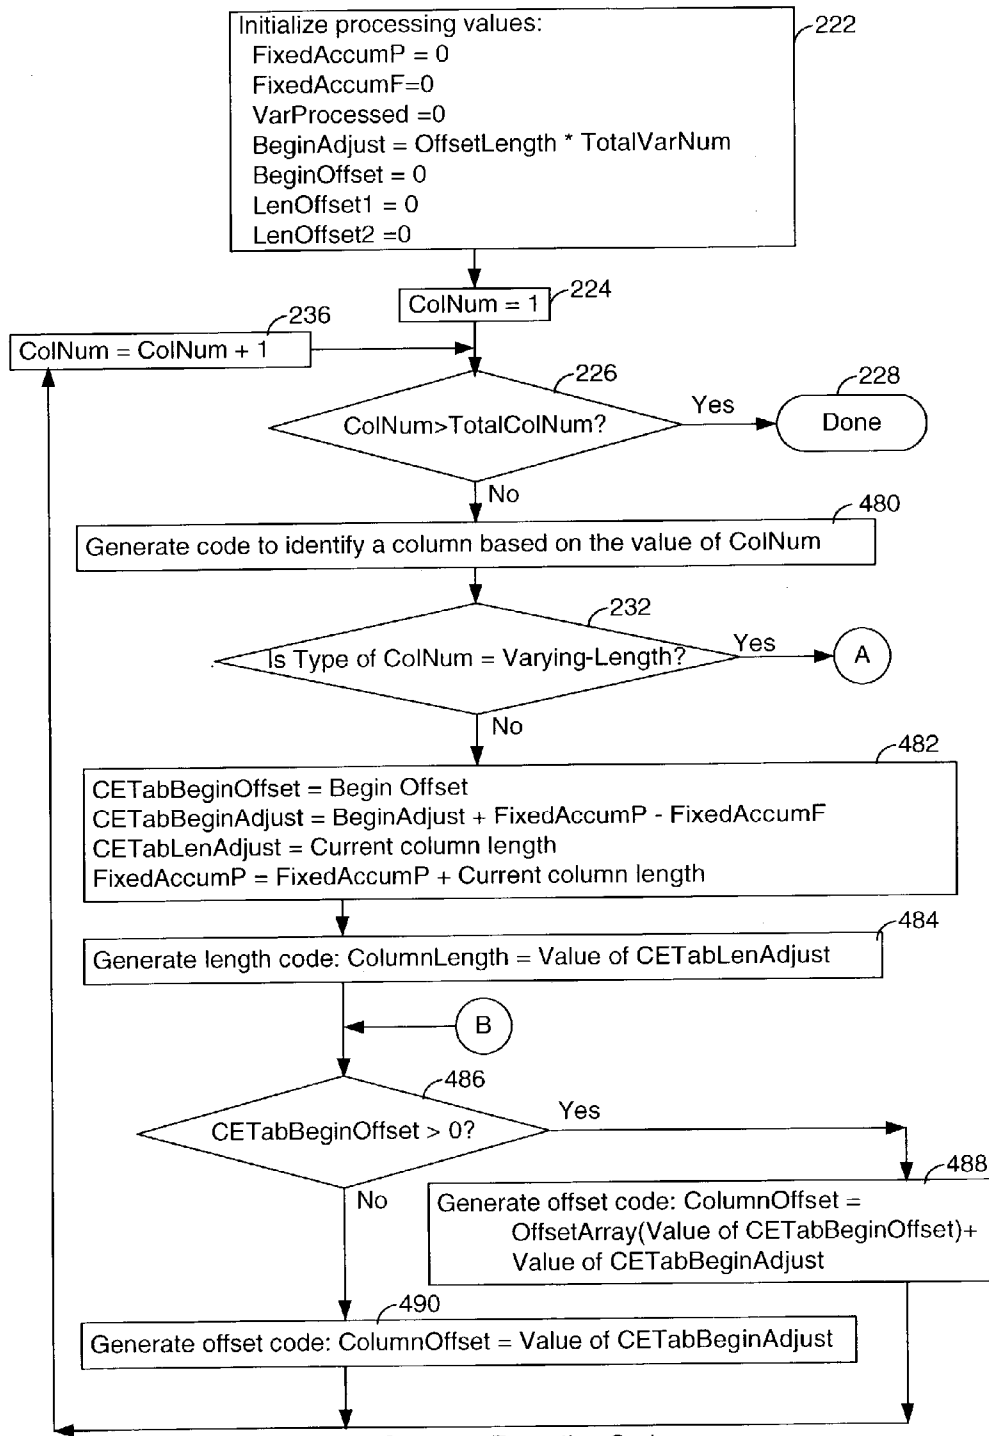 Initialize processing values:
FixedAccumP = 0
FixedAccumF=0
VarProcessed =0
BeginAdjust = OffsetLength * TotalVarNum
BeginOffset = 0
LenOffset1 = 0
LenOffset2 =0
222
ColNum = 1
224
236
ColNum = ColNum + 1
226
ColNum>TotalColNum?
Yes
228
Done
No
480
Generate code to identify a column based on the value of ColNum
232
Is Type of ColNum = Varying-Length?
Yes
A
No
482
CETabBeginOffset = Begin Offset
CETabBeginAdjust = BeginAdjust + FixedAccumP - FixedAccumF
CETabLenAdjust = Current column length
FixedAccumP = FixedAccumP + Current column length
484
Generate length code: ColumnLength = Value of CETabLenAdjust
B
486
CETabBeginOffset > 0?
Yes
No
488
Generate offset code: ColumnOffset =
OffsetArray(Value of CETabBeginOffset)+
Value of CETabBeginAdjust
490
Generate offset code: ColumnOffset = Value of CETabBeginAdjust